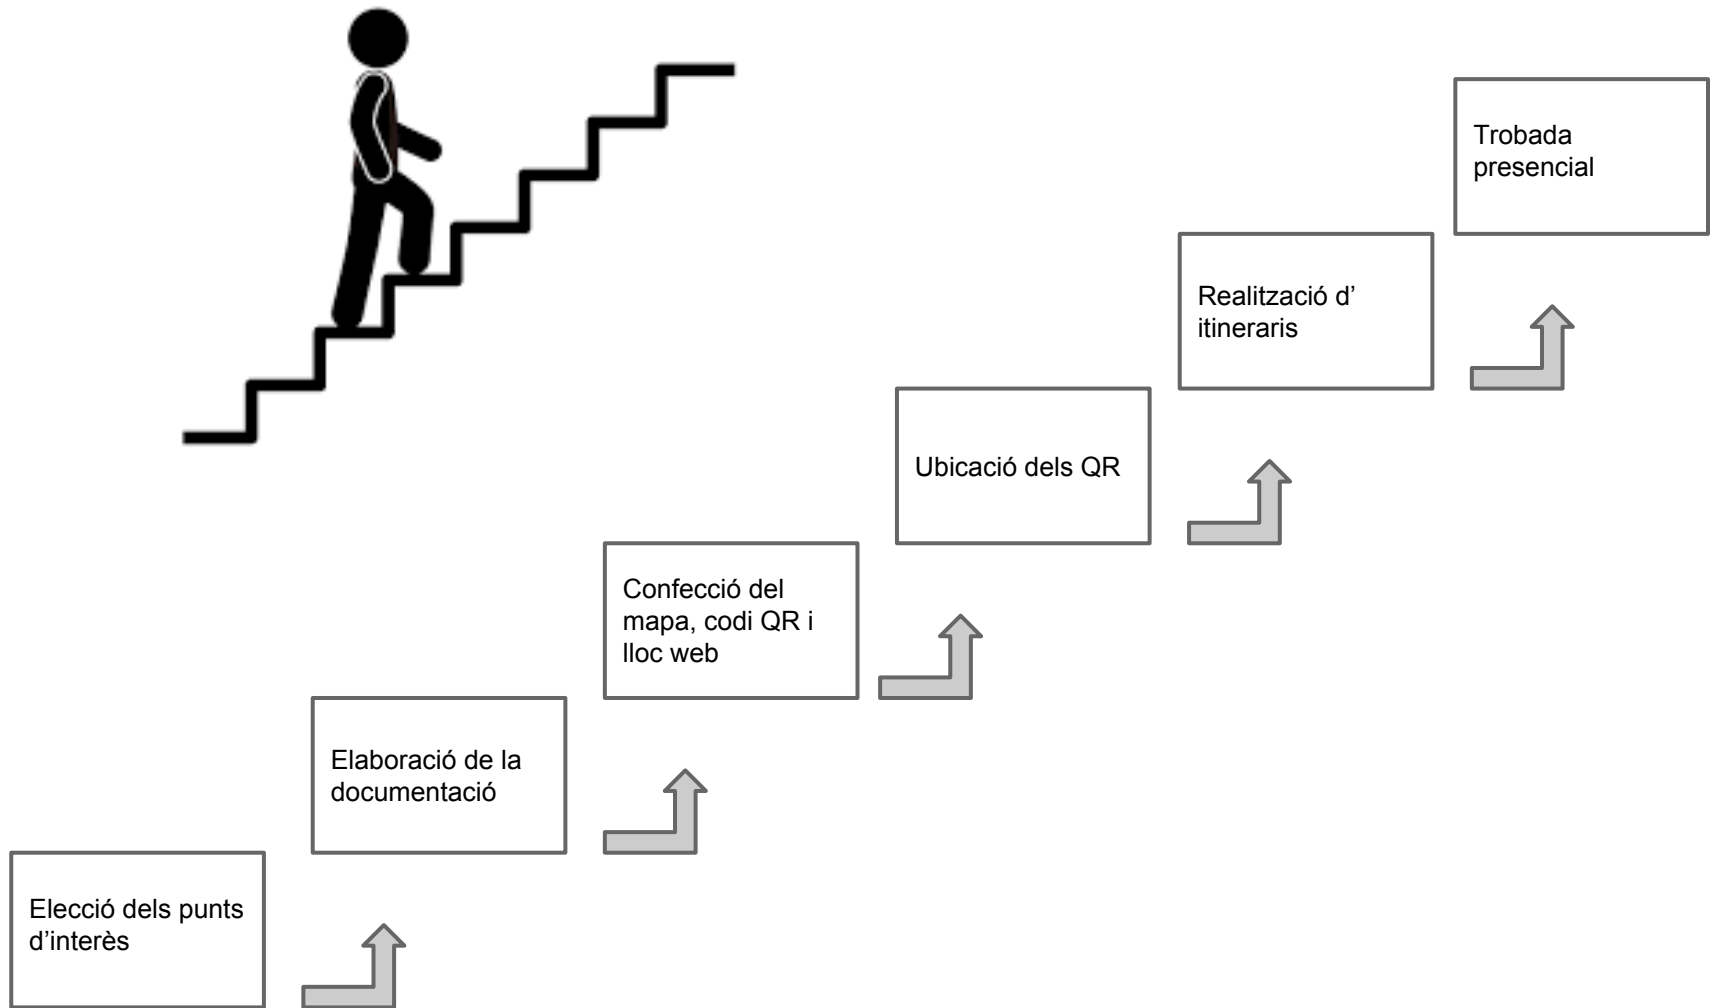 Trobada
presencial
Realització d’
itineraris
Ubicació dels QR
Confecció del
mapa, codi QR i
lloc web
Elaboració de la
documentació
Elecció dels punts
d’interès